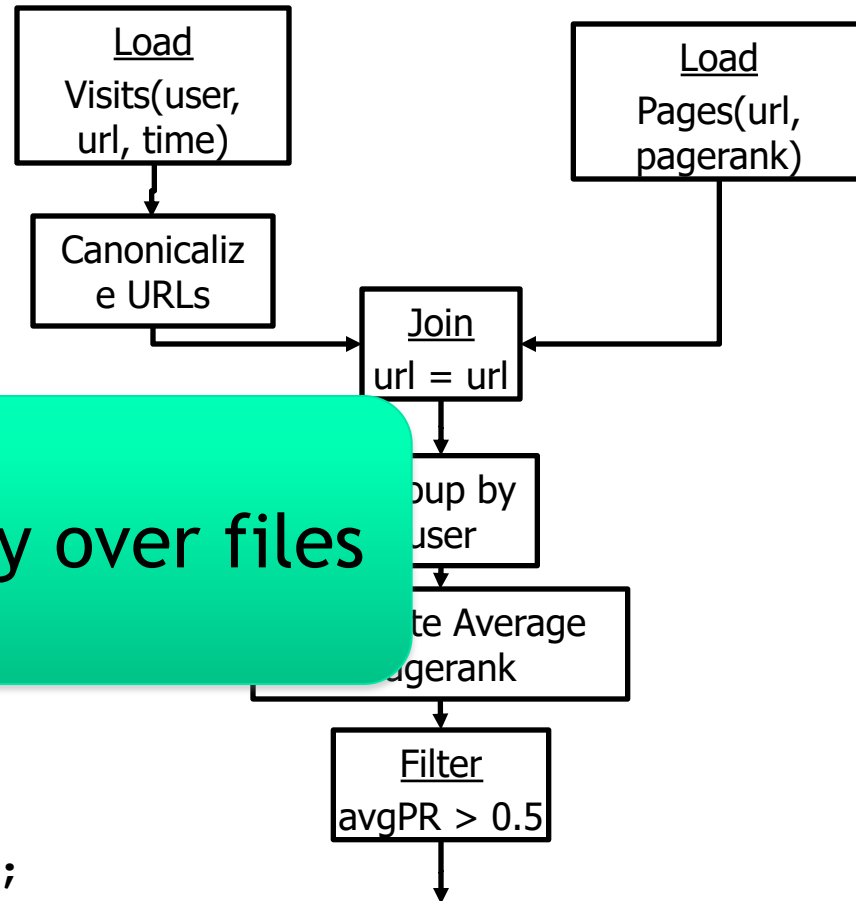 Load
Visits(user,
url, time)
Load
Pages(url,
pagerank)
Canonicaliz
e URLs
Join
url = url
oup by
user
y over files
te Average
gerank
Filter
avgPR > 0.5
;